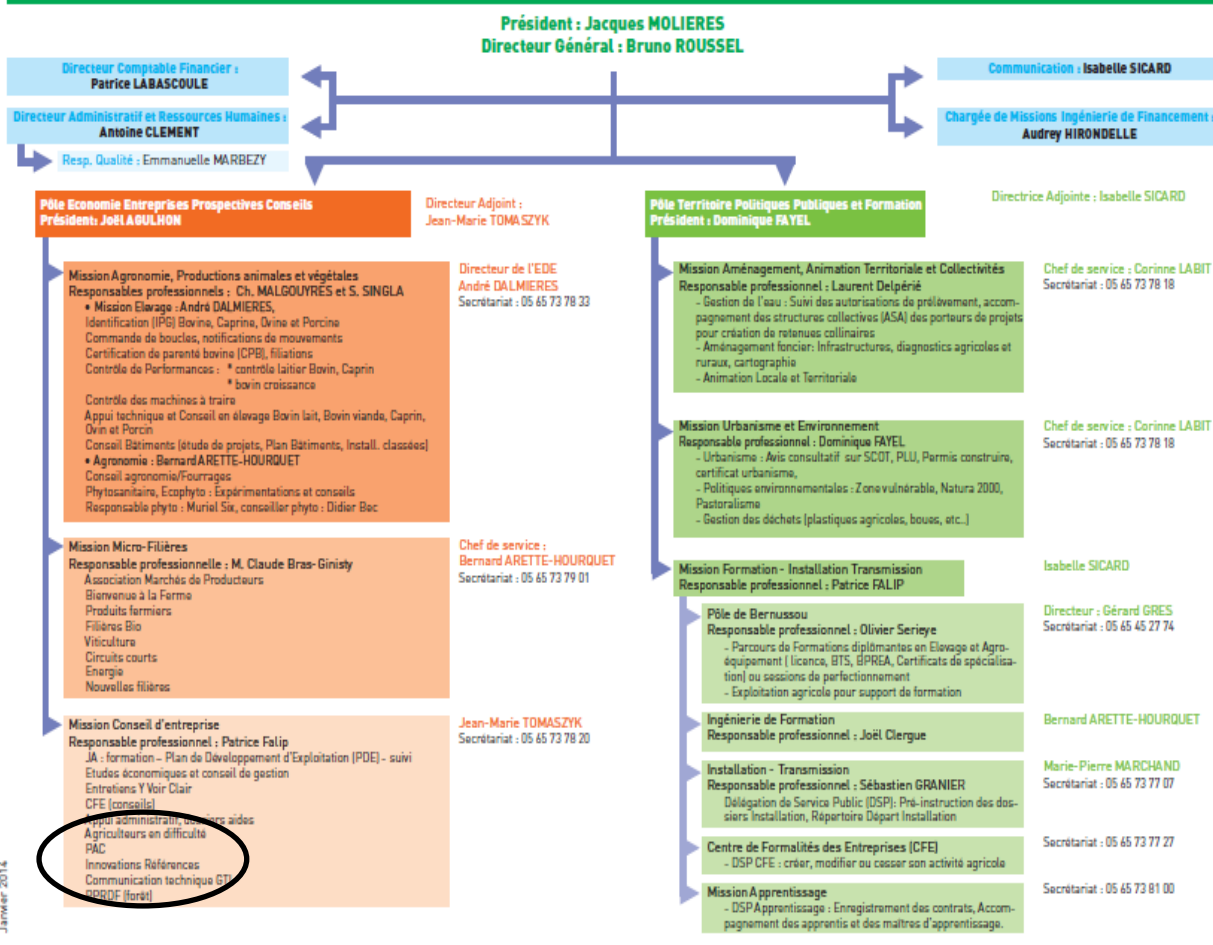 Président : Jacques MOLIERES
Directeur Général : Bruno ROUSSEL
Directeur Comptable Financier :
Patrice LABASCOULE
Directeur Administratif et Ressources Humaines :
Antoine CLEMENT
Resp. Qualité : Emmanuelle MARBEZY
Communication : Isabelle SICARD
Chargée de Missions Ingénierie de Financement :
Audrey HIRONDELLE
Pôle Economie Entreprises Prospectives Conseils
Président: Joël AGULHON
Directeur Adjoint :
Jean-Marie TOMASZYK
Mission Agronomie, Productions animales et végétales
Responsables professionnels : Ch. MALGOUYRES et S. SINGLA
• Mission Elevage : André DALMIERES,
Identification (IPG) Bovine, Caprine, Ovine et Porcine
Commande de boucles, notifications de mouvements
Certification de parenté bovine (CPB), filiations
Contrôle de Performances : * contrôle laitier Bovin, Caprin
* bovin croissance
Contrôle des machines à traire
Appui technique et Conseil en élevage Bovin lait, Bovin viande, Caprin,
Ovin et Porcin
Conseil Bâtiments (étude de projets, Plan Bâtiments, Install. classées)
• Agronomie : Bernard ARETTE-HOURQUET
Conseil agronomie/Fourrages
Phytosanitaire, Ecophyto : Expérimentations et conseils
Responsable phyto : Muriel Six, conseiller phyto : Didier Bec
Directeur de l'EDE
André DALMIERES
Secrétariat : 05 65 73 78 33
Mission Micro-Filières
Responsable professionnelle : M. Claude Bras-Ginisty
Association Marchés de Producteurs
Bienvenue à la Ferme
Produits fermiers
Filières Bio
Viticulture
Circuits courts
Energie
Nouvelles filières
Chef de service :
Bernard ARETTE-HOURQUET
Secrétariat : 05 65 73 79 01
Mission Conseil d'entreprise
Responsable professionnel : Patrice Falip
JA : formation – Plan de Développement d'Exploitation (PDE) - suivi
Etudes économiques et conseil de gestion
Entretiens Y Voir Clair
CFE (conseils)
Appui administratif, dossiers aides
Agriculteurs en difficulté
PAC
Innovations Références
Communication technique GTI
PPRDF (forêt)
Jean-Marie TOMASZYK
Secrétariat : 05 65 73 78 20
Pôle Territoire Politiques Publiques et Formation
Président : Dominique FAYEL
Directrice Adjointe : Isabelle SICARD
Mission Aménagement, Animation Territoriale et Collectivités
Responsable professionnel : Laurent Delpérié
- Gestion de l'eau : Suivi des autorisations de prélèvement, accom-
pagnement des structures collectives (ASA) des porteurs de projets
pour création de retenues collinaires
- Aménagement foncier: Infrastructures, diagnostics agricoles et
ruraux, cartographie
- Animation Locale et Territoriale
Chef de service : Corinne LABIT
Secrétariat : 05 65 73 78 18
Mission Urbanisme et Environnement
Responsable professionnel : Dominique FAYEL
- Urbanisme : Avis consultatif sur SCOT, PLU, Permis construire,
certificat urbanisme,
- Politiques environnementales : Zone vulnérable, Natura 2000,
Pastoralisme
- Gestion des déchets (plastiques agricoles, boues, etc..)
Chef de service : Corinne LABIT
Secrétariat : 05 65 73 78 18
Mission Formation - Installation Transmission
Responsable professionnel : Patrice FALIP
Isabelle SICARD
Pôle de Bernussou
Responsable professionnel : Olivier Serieye
- Parcours de Formations diplômantes en Elevage et Agro-
équipement ( licence, BTS, BPREA, Certificats de spécialisa-
tion) ou sessions de perfectionnement
- Exploitation agricole pour support de formation
Directeur : Gérard GRES
Secrétariat : 05 65 45 27 74
Ingénierie de Formation
Responsable professionnel : Joël Clergue
Bernard ARETTE-HOURQUET
Installation - Transmission
Responsable professionnel : Sébastien GRANIER
Délégation de Service Public (DSP): Pré-instruction des dos-
siers Installation, Répertoire Départ Installation
Marie-Pierre MARCHAND
Secrétariat : 05 65 73 77 07
Centre de Formalités des Entreprises (CFE)
- DSP CFE : créer, modifier ou cesser son activité agricole
Secrétariat : 05 65 73 77 27
Mission Apprentissage
- DSP Apprentissage : Enregistrement des contrats, Accom-
pagnement des apprentis et des maîtres d'apprentissage.
Secrétariat : 05 65 73 81 00
Janvier 2014